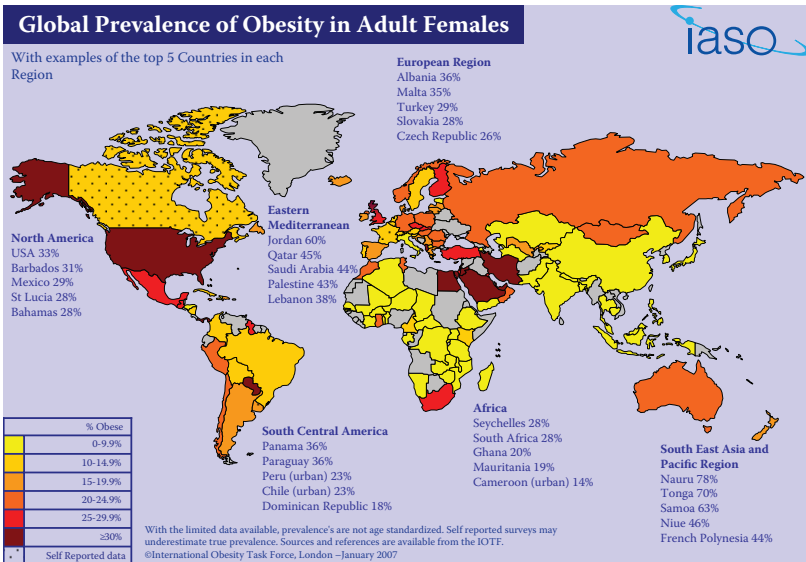 Global Prevalence of Obesity in Adult Females
iaso
With examples of the top 5 Countries in each
Region
European Region
Albania 36%
Malta 35%
Turkey 29%
Slovakia 28%
Czech Republic 26%
Eastern
Mediterranean
Jordan 60%
Qatar 45%
Saudi Arabia 44%
Palestine 43%
Lebanon 38%
North America
USA 33%
Barbados 31%
Mexico 29%
St Lucia 28%
Bahamas 28%
South Central America
Panama 36%
Paraguay 36%
Peru (urban) 23%
Chile (urban) 23%
Dominican Republic 18%
Africa
Seychelles 28%
South Africa 28%
Ghana 20%
Mauritania 19%
Cameroon (urban) 14%
South East Asia and
Pacific Region
Nauru 78%
Tonga 70%
Samoa 63%
Niue 46%
French Polynesia 44%
% Obese
0-9.9%
10-14.9%
15-19.9%
20-24.9%
25-29.9%
≥30%
Self Reported data
With the limited data available, prevalence's are not age standardized. Self reported surveys may
underestimate true prevalence. Sources and references are available from the IOTF.
©International Obesity Task Force, London –January 2007